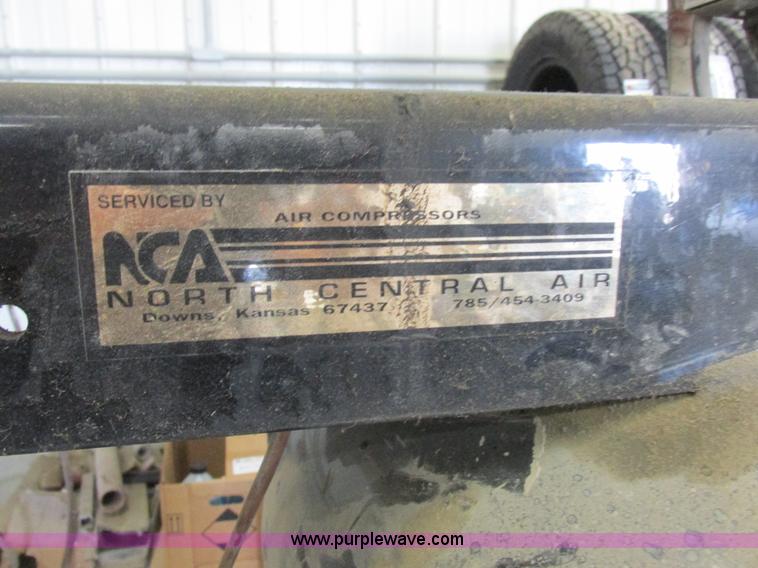 SERVICED BY
AIR COMPRESSORS
NCA
NORTH CENTRAL AIR
Downs, Kansas 67437 785/454-3409
www.purplewave.com